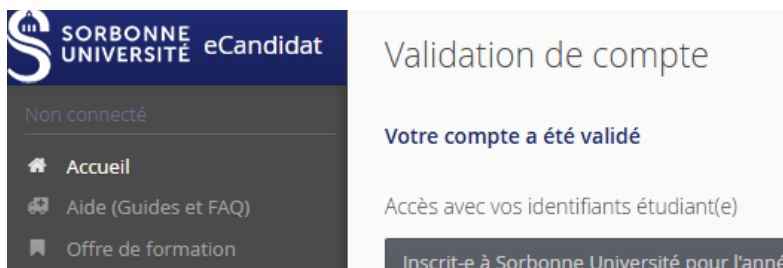 SORBONNE
UNIVERSITÉ eCandidat
Non connecté
Accueil
Aide (Guides et FAQ)
Offre de formation
Validation de compte
Votre compte a été validé
Accès avec vos identifiants étudiant(e)
Inscrit-e à Sorbonne Université pour l'anné